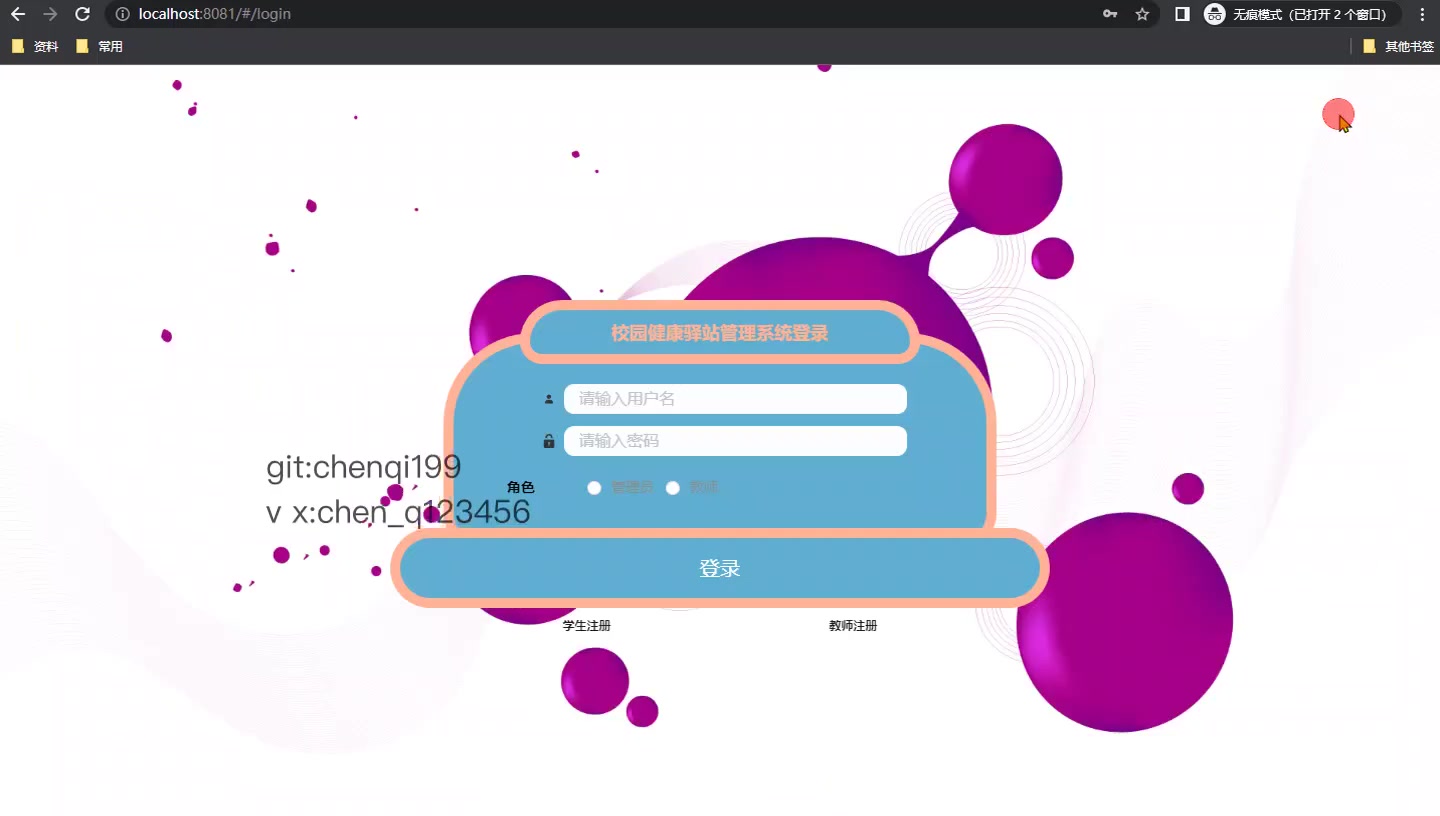 localhost:8081/#/login
无痕模式（已打开 2 个窗口）
资料
常用
其他书签
校园健康驿站管理系统登录
请输入用户名
请输入密码
git:chenqi199
角色
管理员
教师
v x:chen_q123456
登录
学生注册
教师注册